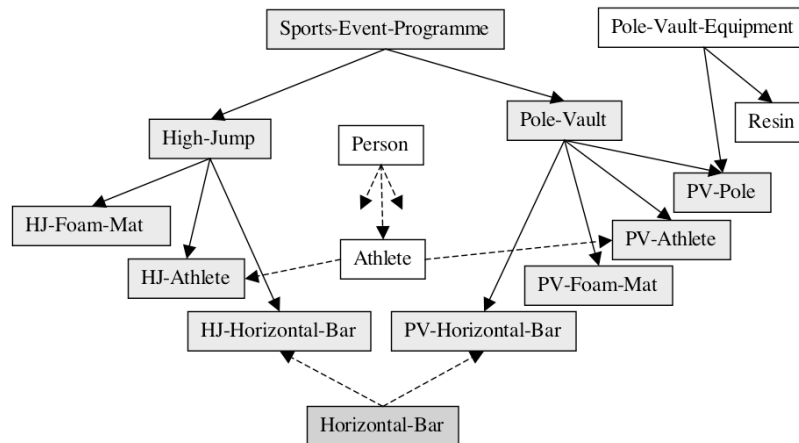 Sports-Event-Programme
Pole-Vault-Equipment
High-Jump
Person
Pole-Vault
Resin
PV-Pole
HJ-Foam-Mat
PV-Athlete
HJ-Athlete
Athlete
PV-Foam-Mat
HJ-Horizontal-Bar
PV-Horizontal-Bar
Horizontal-Bar